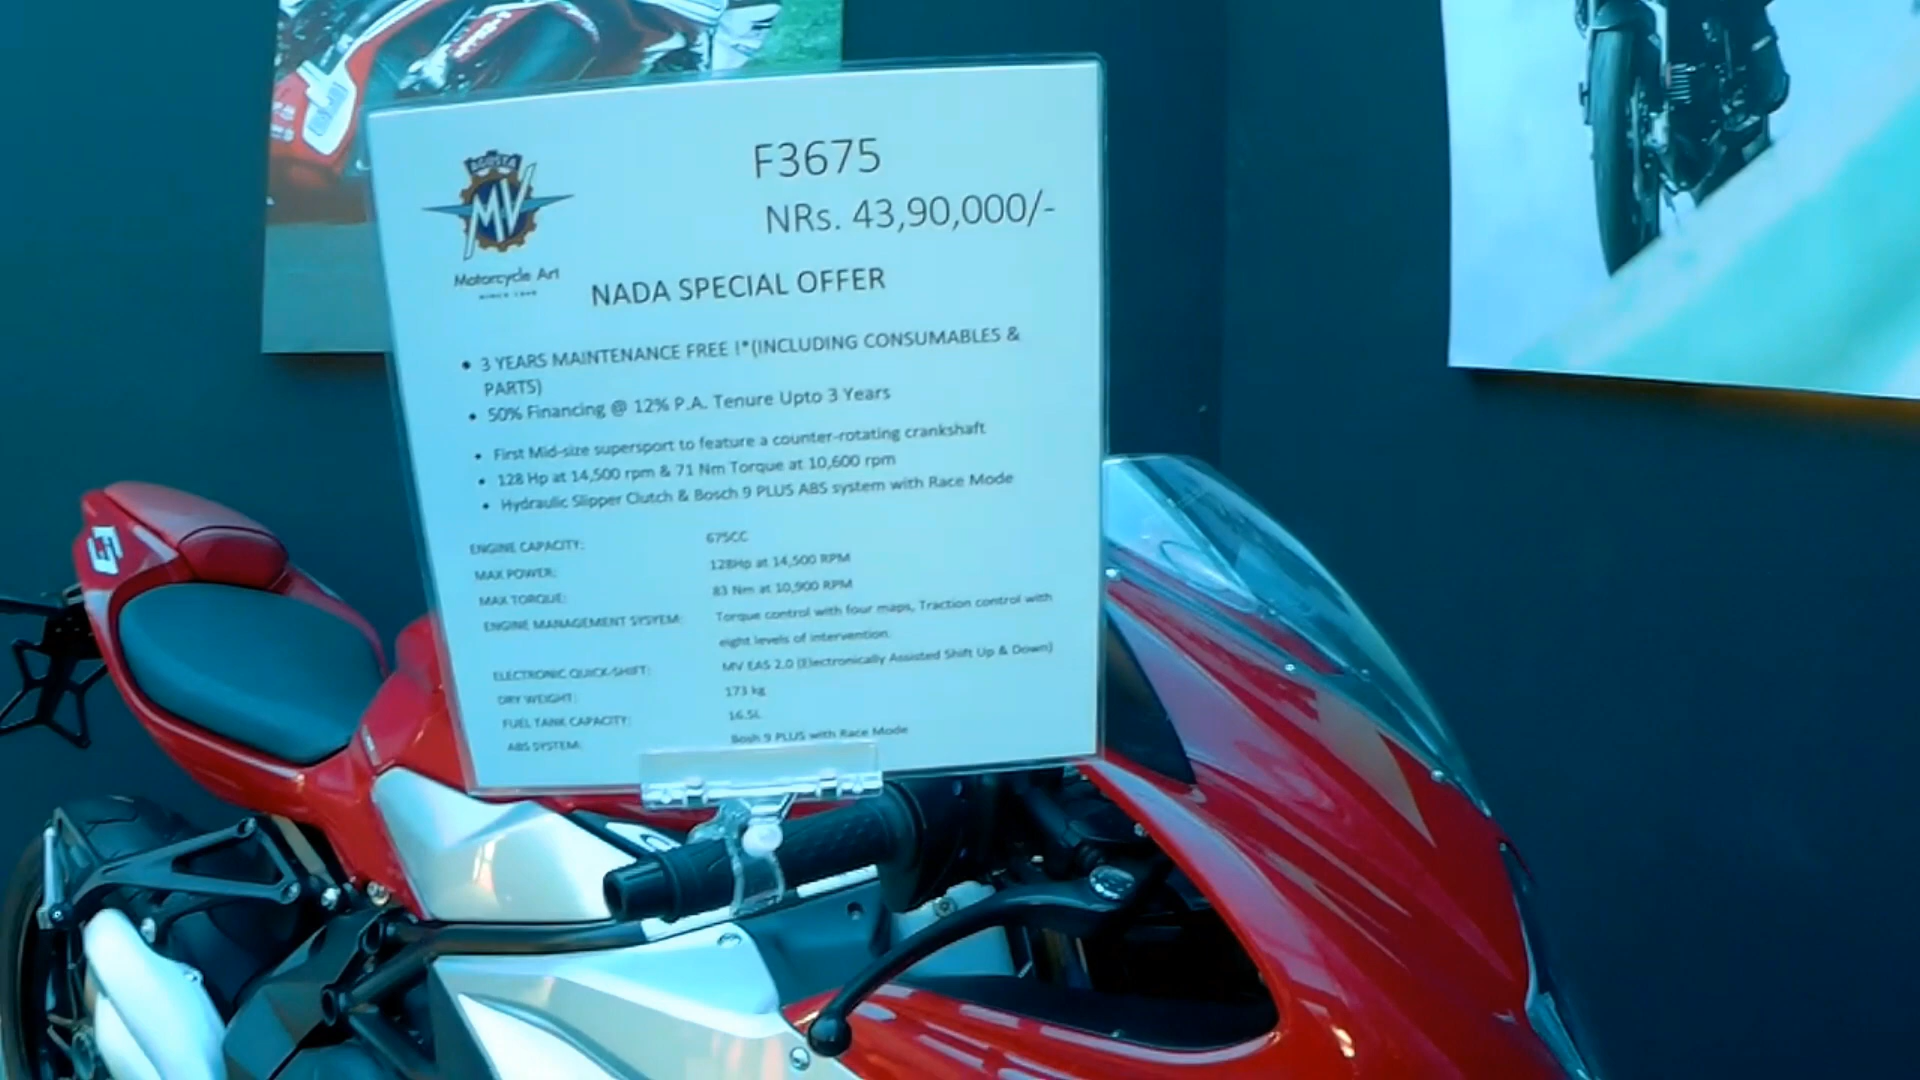 AGUSTA
MV
Motorcycle Art
SINCE 1945
F3675
NRs. 43,90,000/-
NADA SPECIAL OFFER
• 3 YEARS MAINTENANCE FREE !*(INCLUDING CONSUMABLES &
PARTS)
• 50% Financing @ 12% P.A. Tenure Upto 3 Years
• First Mid-size supersport to feature a counter-rotating crankshaft
• 128 Hp at 14,500 rpm & 71 Nm Torque at 10,600 rpm
• Hydraulic Slipper Clutch & Bosch 9 PLUS ABS system with Race Mode
ENGINE CAPACITY: 675CC
MAX POWER: 128Hp at 14,500 RPM
MAX TORQUE: 83 Nm at 10,900 RPM
ENGINE MANAGEMENT SYSYEM: Torque control with four maps, Traction control with
eight levels of intervention.
ELECTRONIC QUICK-SHIFT: MV EAS 2.0 (Electronically Assisted Shift Up & Down)
DRY WEIGHT: 173 kg
FUEL TANK CAPACITY: 16.5L
ABS SYSTEM: Bosh 9 PLUS with Race Mode